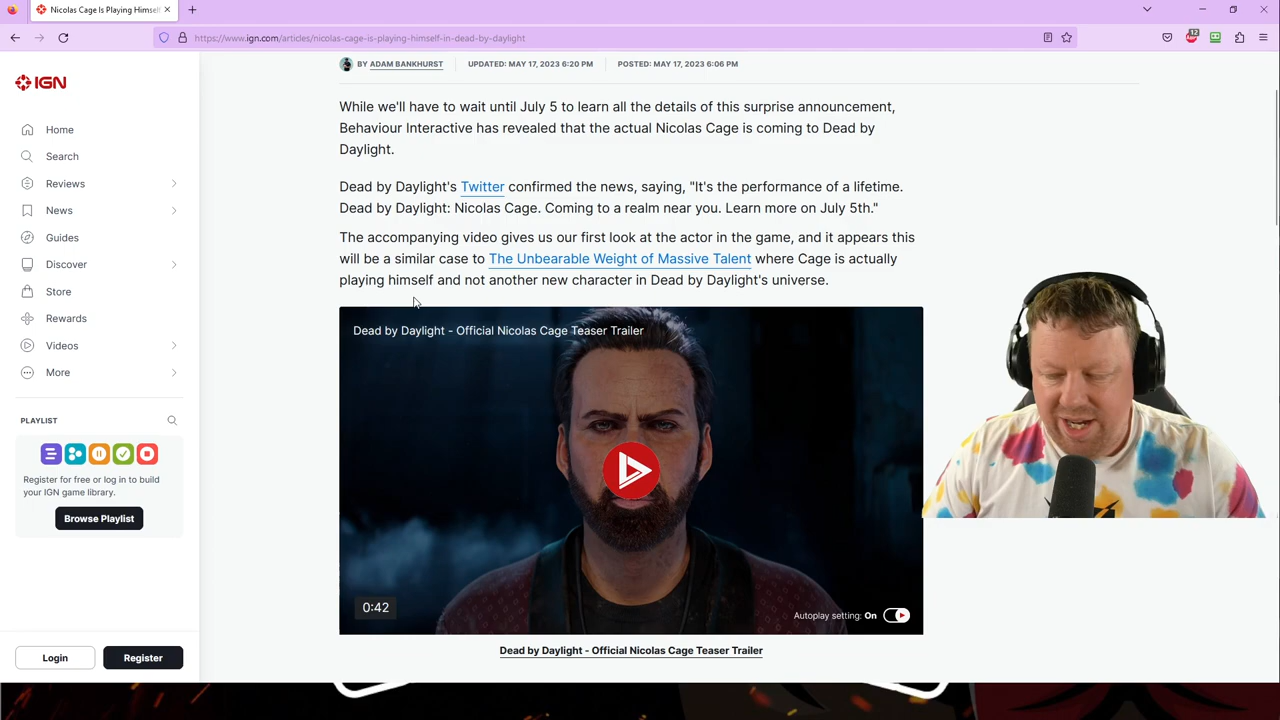 Nicolas Cage Is Playing Himself
https://www.ign.com/articles/nicolas-cage-is-playing-himself-in-dead-by-daylight
12
IGN
Home
Search
Reviews
News
Guides
Discover
Store
Rewards
Videos
More
PLAYLIST
Register for free or log in to build
your IGN game library.
Browse Playlist
Login
Register
BY ADAM BANKHURST
UPDATED: MAY 17, 2023 6:20 PM
POSTED: MAY 17, 2023 6:06 PM
While we'll have to wait until July 5 to learn all the details of this surprise announcement,
Behaviour Interactive has revealed that the actual Nicolas Cage is coming to Dead by
Daylight.
Dead by Daylight's Twitter confirmed the news, saying, "It's the performance of a lifetime.
Dead by Daylight: Nicolas Cage. Coming to a realm near you. Learn more on July 5th."
The accompanying video gives us our first look at the actor in the game, and it appears this
will be a similar case to The Unbearable Weight of Massive Talent where Cage is actually
playing himself and not another new character in Dead by Daylight's universe.
Dead by Daylight - Official Nicolas Cage Teaser Trailer
0:42
Autoplay setting: On
Dead by Daylight - Official Nicolas Cage Teaser Trailer